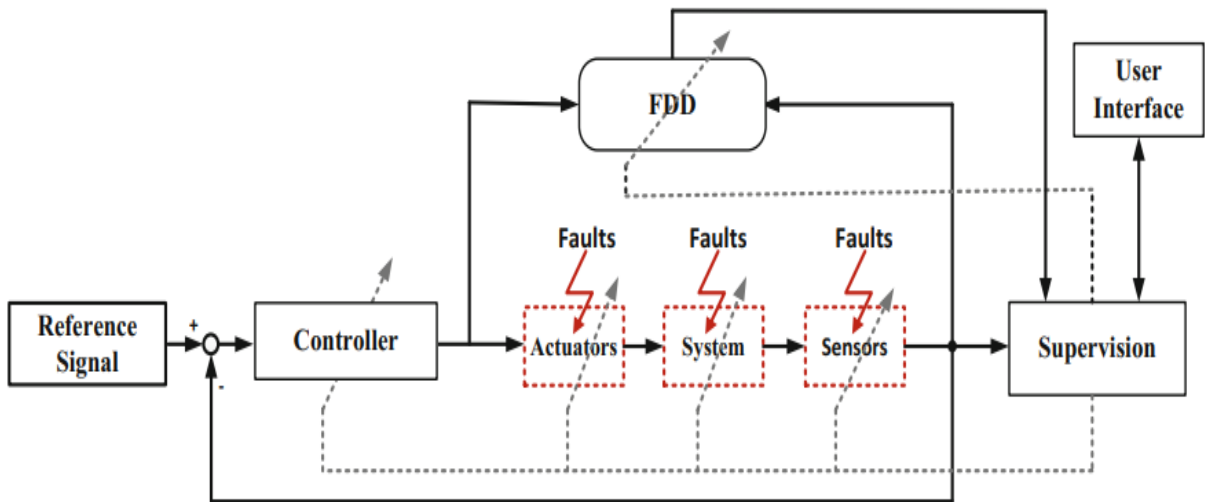 FDD
User
Interface
Faults
Faults
Faults
Reference
Signal
+
-
Controller
Actuators
System
Sensors
Supervision